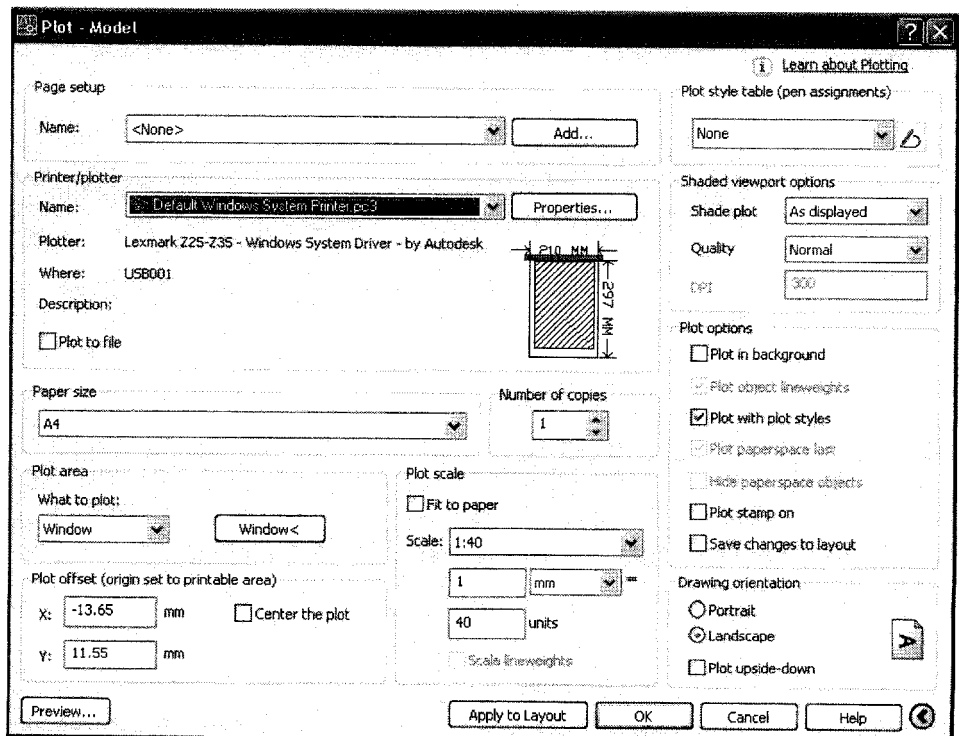 Plot - Model
Learn about Plotting
Page setup
Name: <None> Add...
Printer/plotter
Name: Default Windows System Printer.pc3 Properties...
Plotter: Lexmark Z25-Z35 - Windows System Driver - by Autodesk
Where: USB001
Description:
Plot to file
210 MM
297 MM
Paper size
A4
Number of copies
1
Plot area
What to plot:
Window Window<
Plot offset (origin set to printable area)
X: -13.65 mm Center the plot
Y: 11.55 mm
Plot scale
Fit to paper
Scale: 1:40
1 mm =
40 units
Scale lineweights
Plot style table (pen assignments)
None
Shaded viewport options
Shade plot As displayed
Quality Normal
DPI 300
Plot options
Plot in background
Plot object lineweights
Plot with plot styles
Plot paperspace last
Hide paperspace objects
Plot stamp on
Save changes to layout
Drawing orientation
Portrait
Landscape
A
Plot upside-down
Preview... Apply to Layout OK Cancel Help